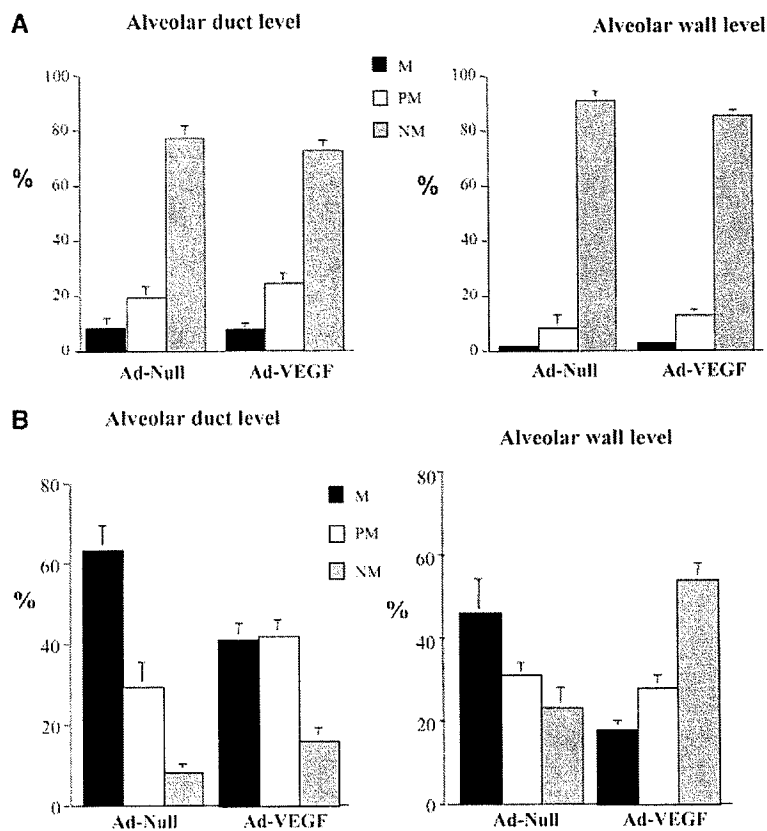 A
Alveolar duct level
Alveolar wall level
M
PM
NM
100
80
60
40
20
0
%
Ad-Null
Ad-VEGF
100
80
60
40
20
0
%
Ad-Null
Ad-VEGF
B
Alveolar duct level
Alveolar wall level
M
PM
NM
80
60
40
20
0
%
Ad-Null
Ad-VEGF
80
60
40
20
0
%
Ad-Null
Ad-VEGF